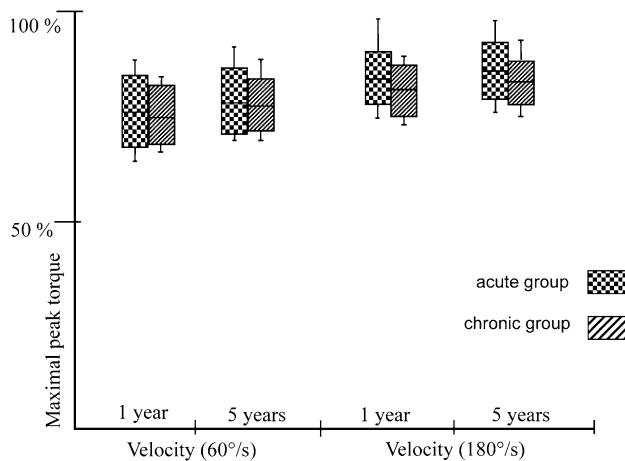 100 %
50 %
Maximal peak torque
acute group
chronic group
1 year
5 years
1 year
5 years
Velocity (60°/s)
Velocity (180°/s)